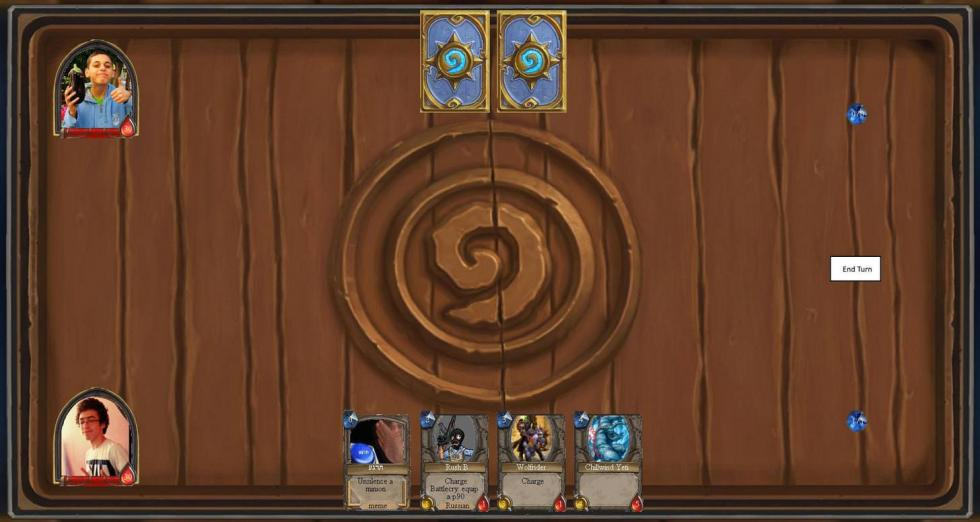 End Turn
Unsilence a
minion
meme
Rush B
Charge
Battlecry: equip
a p90
Russian
Wolfrider
Charge
Chillwind Yeti